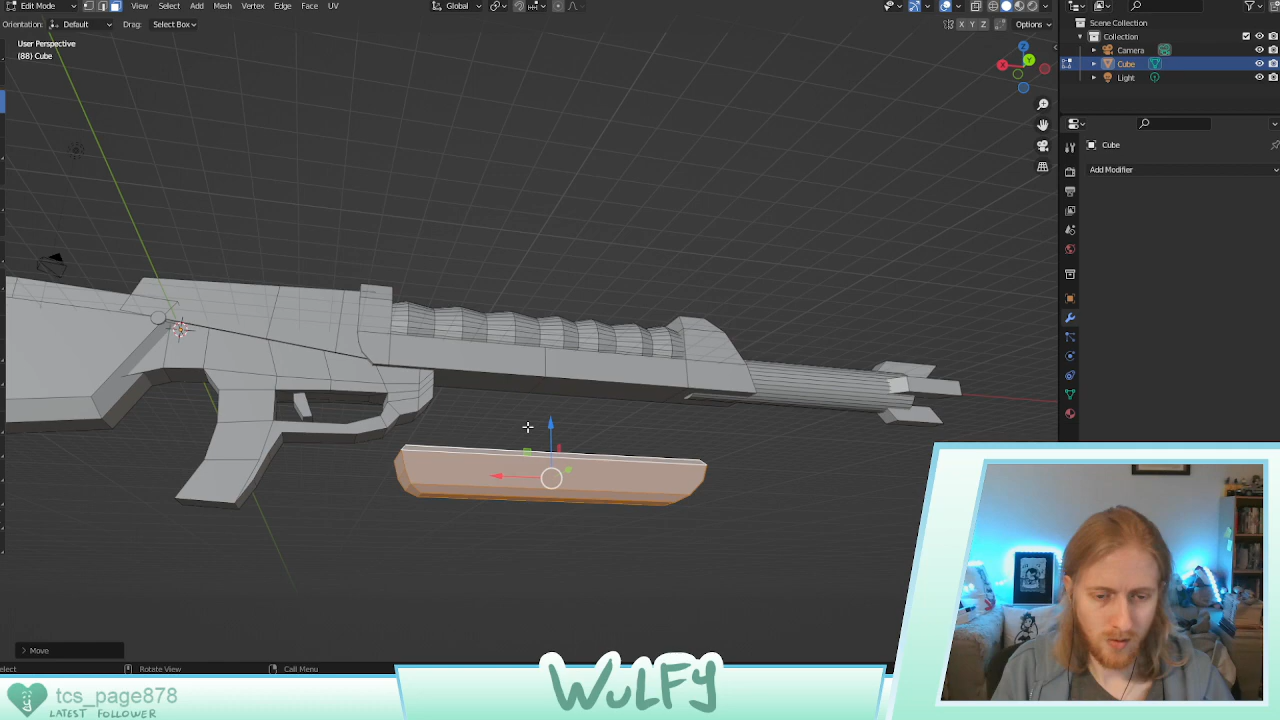 Edit Mode
View
Select
Add
Mesh
Vertex
Edge
Face
UV
Global
Orientation:
Default
Drag:
Select Box
X
Y
Z
Options
User Perspective
(88) Cube
X
Y
Z
Scene Collection
Collection
Camera
Cube
Light
Cube
Add Modifier
Move
elect
Rotate View
Call Menu
tcs_page878
LATEST FOLLOWER
WULFY